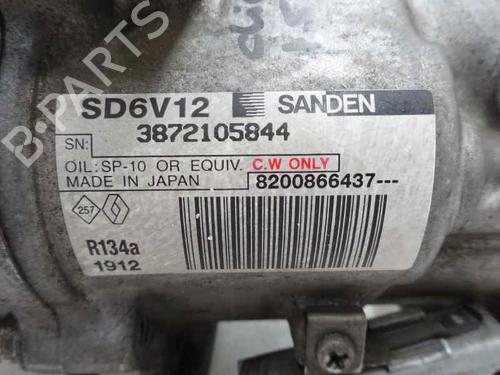 SD6V12 SANDEN
SN: 3872105844
OIL:SP-10 OR EQUIV. C.W ONLY
MADE IN JAPAN 8200866437---
257
R134a
1912
B-PARTS